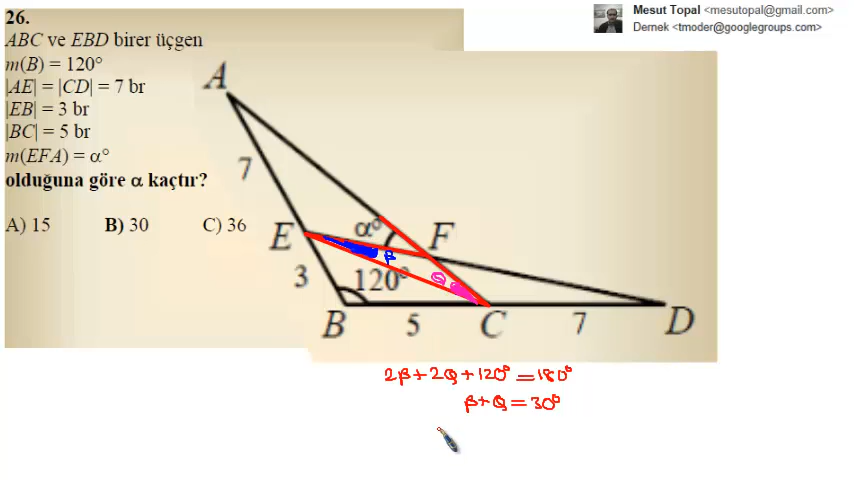 Mesut Topal <mesutopal@gmail.com>
Dernek <tmoder@googlegroups.com>
26.
ABC ve EBD birer üçgen
m(B) = 120°
|AE| = |CD| = 7 br
|EB| = 3 br
|BC| = 5 br
m(EFA) = α°
olduğuna göre α kaçtır?
A) 15 B) 30 C) 36
A
7
E α° F
β
3 120° θ
B 5 C 7 D
2β+2θ+120°=180°
β+θ=30°